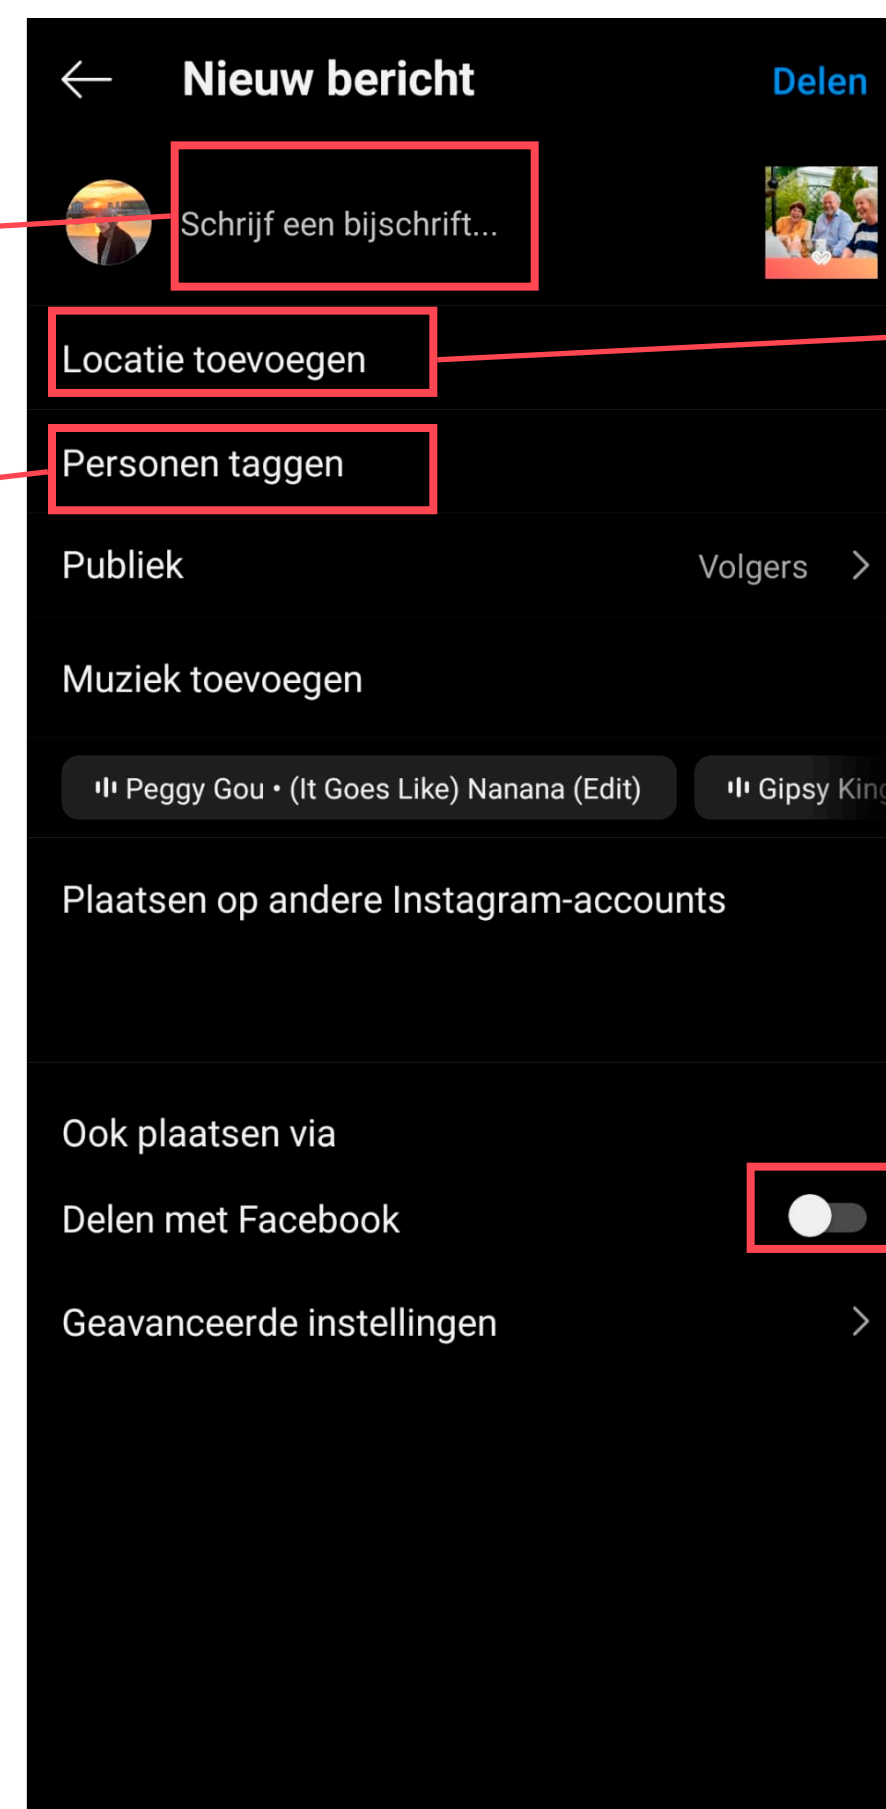 Nieuw bericht
Delen
Schrijf een bijschrift...
Locatie toevoegen
Personen taggen
Publiek
Volgers
Muziek toevoegen
Peggy Gou • (It Goes Like) Nanana (Edit)
Gipsy King
Plaatsen op andere Instagram-accounts
Ook plaatsen via
Delen met Facebook
Geavanceerde instellingen